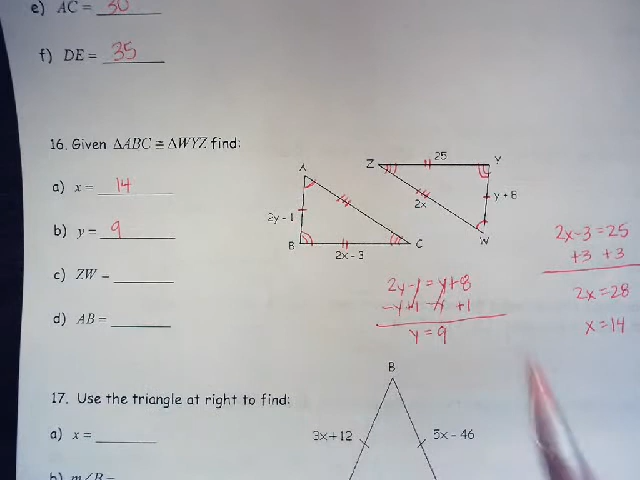 e) AC = 30
f) DE = 35
16. Given ΔABC ≅ ΔWYZ find:
a) x = 14
b) y = 9
c) ZW =
d) AB =
A
2y - 1
B
2x - 3
C
Z
25
Y
2x
y + 8
W
2y-1 = y+8
-y+1 -y +1
y = 9
2x-3 = 25
+3 +3
2x = 28
x = 14
17. Use the triangle at right to find:
a) x =
B
3x + 12
5x - 46
b) m∠B =